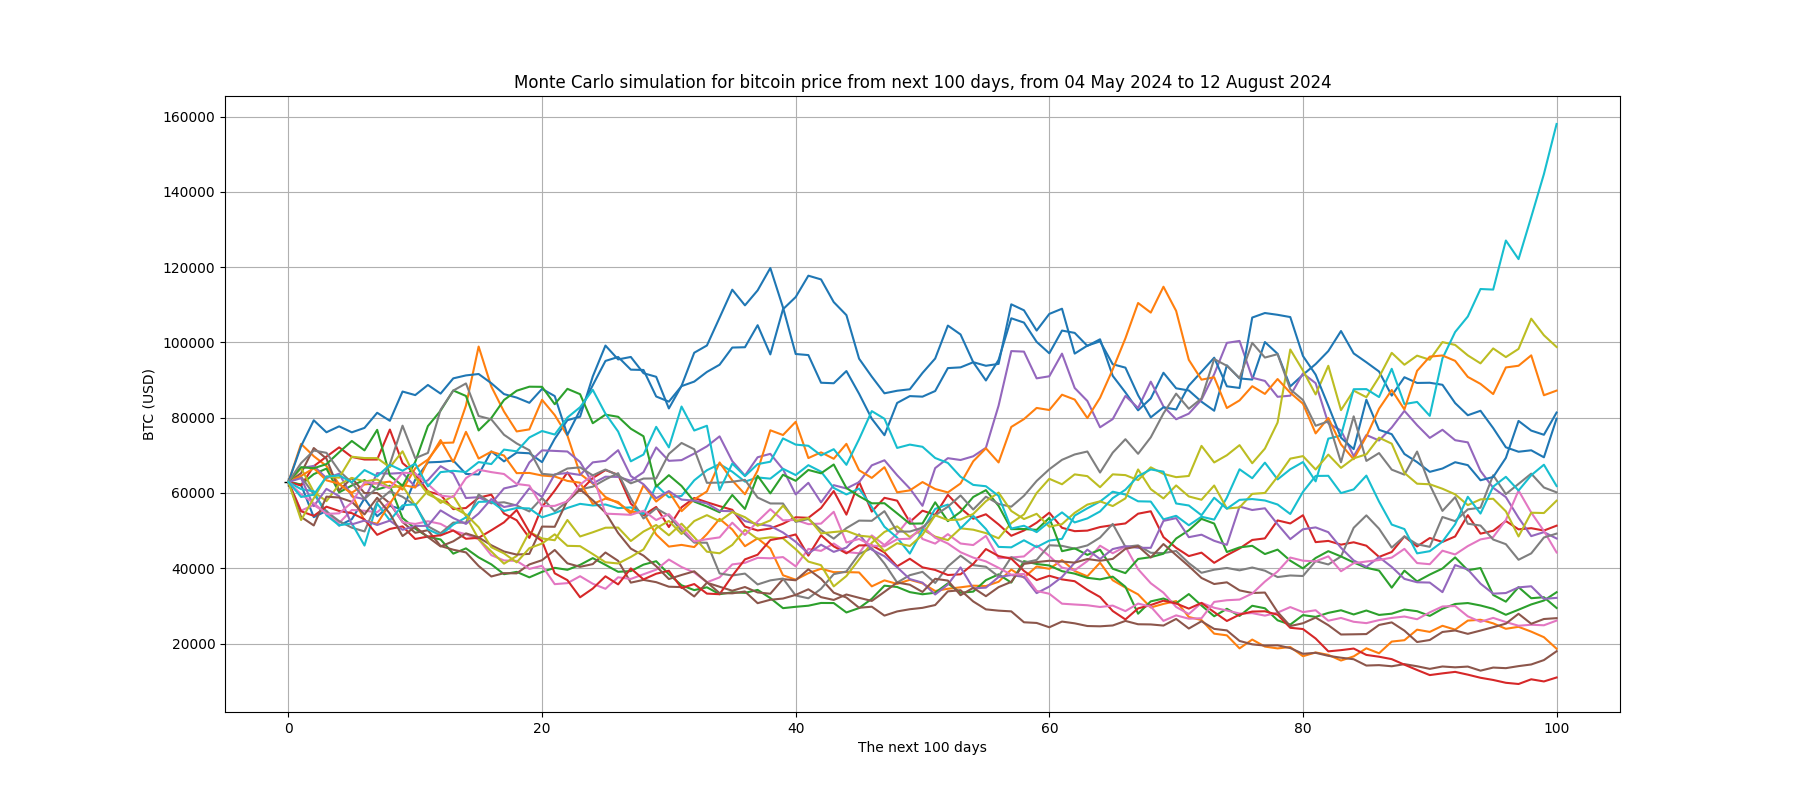 Monte Carlo simulation for bitcoin price from next 100 days, from 04 May 2024 to 12 August 2024
160000
140000
120000
100000
80000
60000
40000
20000
BTC (USD)
0 20 40 60 80 100
The next 100 days